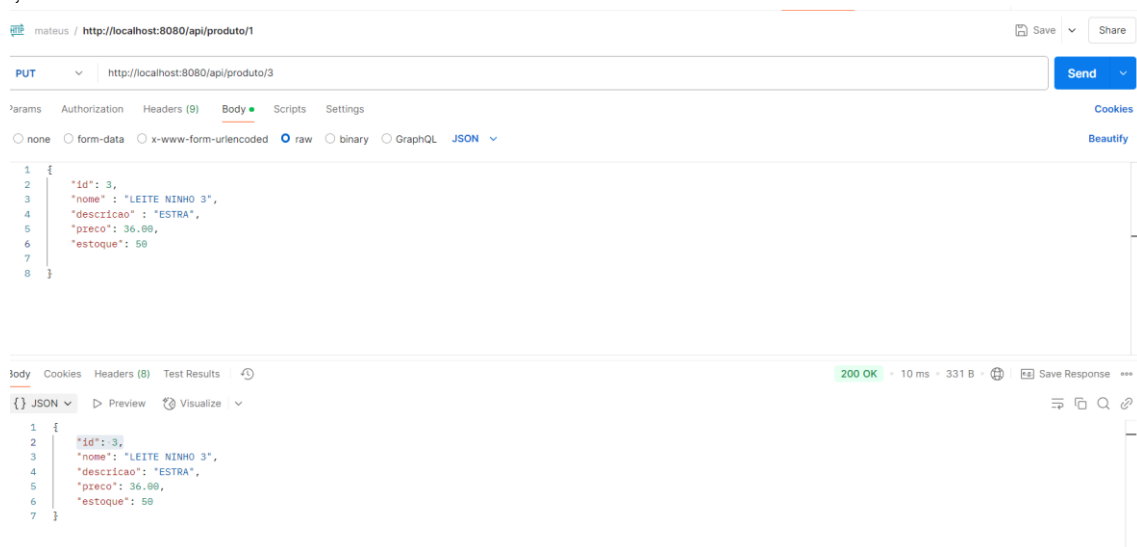 HTTP mateus / http://localhost:8080/api/produto/1 Save Share
PUT http://localhost:8080/api/produto/3 Send
Params Authorization Headers (9) Body Scripts Settings Cookies
none form-data x-www-form-urlencoded raw binary GraphQL JSON Beautify
1 {
2 "id": 3,
3 "nome" : "LEITE NINHO 3",
4 "descricao" : "ESTRA",
5 "preco": 36.00,
6 "estoque": 50
7
8 }
Body Cookies Headers (8) Test Results 200 OK • 10 ms • 331 B • Save Response
{} JSON Preview Visualize
1 {
2 "id": 3,
3 "nome": "LEITE NINHO 3",
4 "descricao": "ESTRA",
5 "preco": 36.00,
6 "estoque": 50
7 }